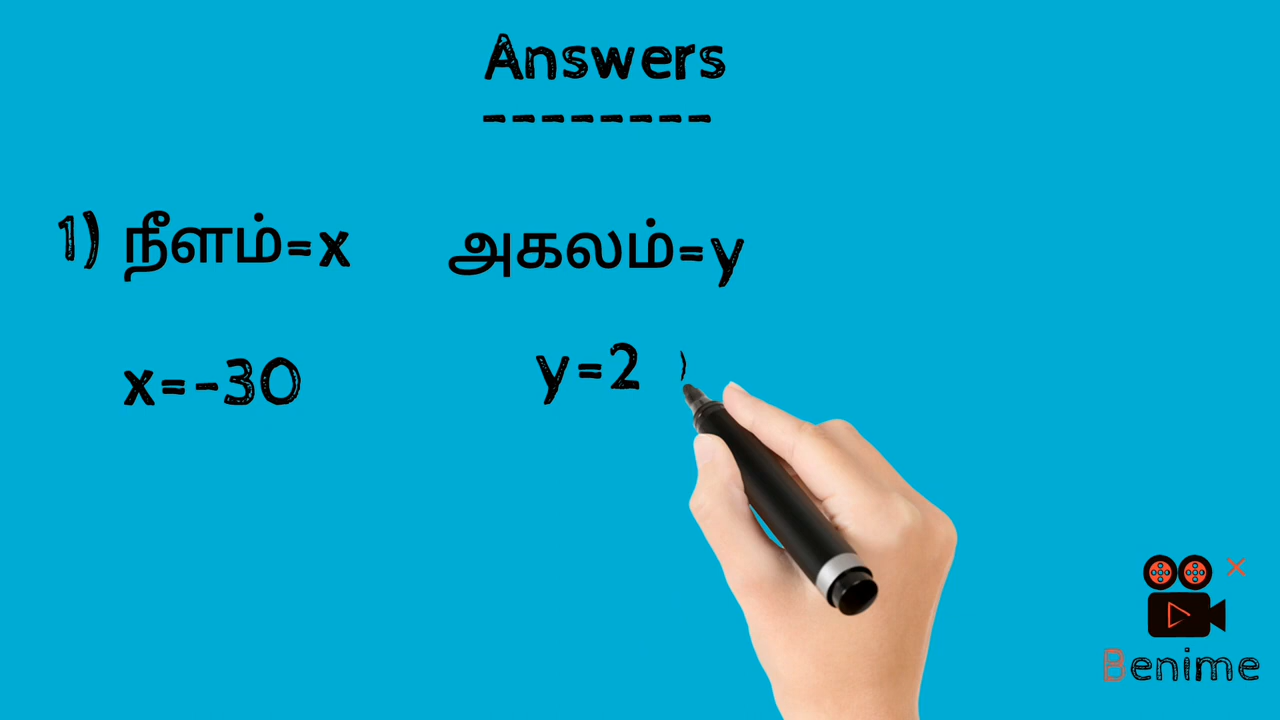 Answers
--------
1) நீளம்=x அகலம்=y
x=-30 y=2
Benime